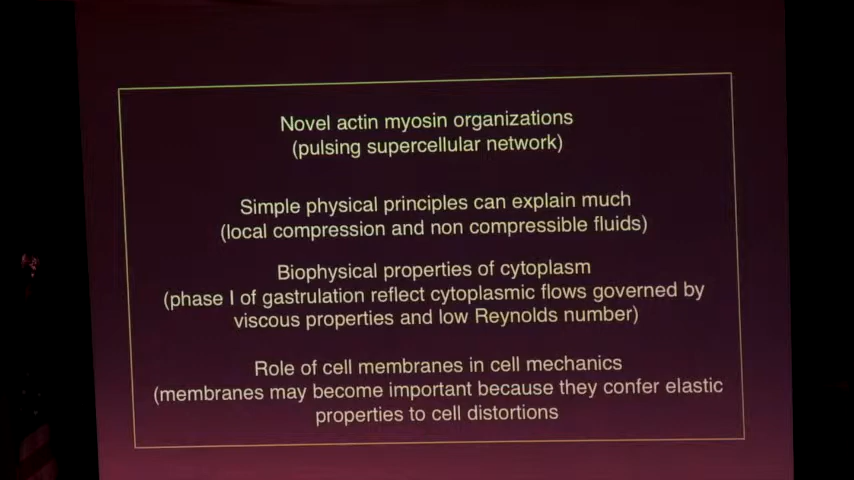 Novel actin myosin organizations
(pulsing supercellular network)
Simple physical principles can explain much
(local compression and non compressible fluids)
Biophysical properties of cytoplasm
(phase I of gastrulation reflect cytoplasmic flows governed by
viscous properties and low Reynolds number)
Role of cell membranes in cell mechanics
(membranes may become important because they confer elastic
properties to cell distortions